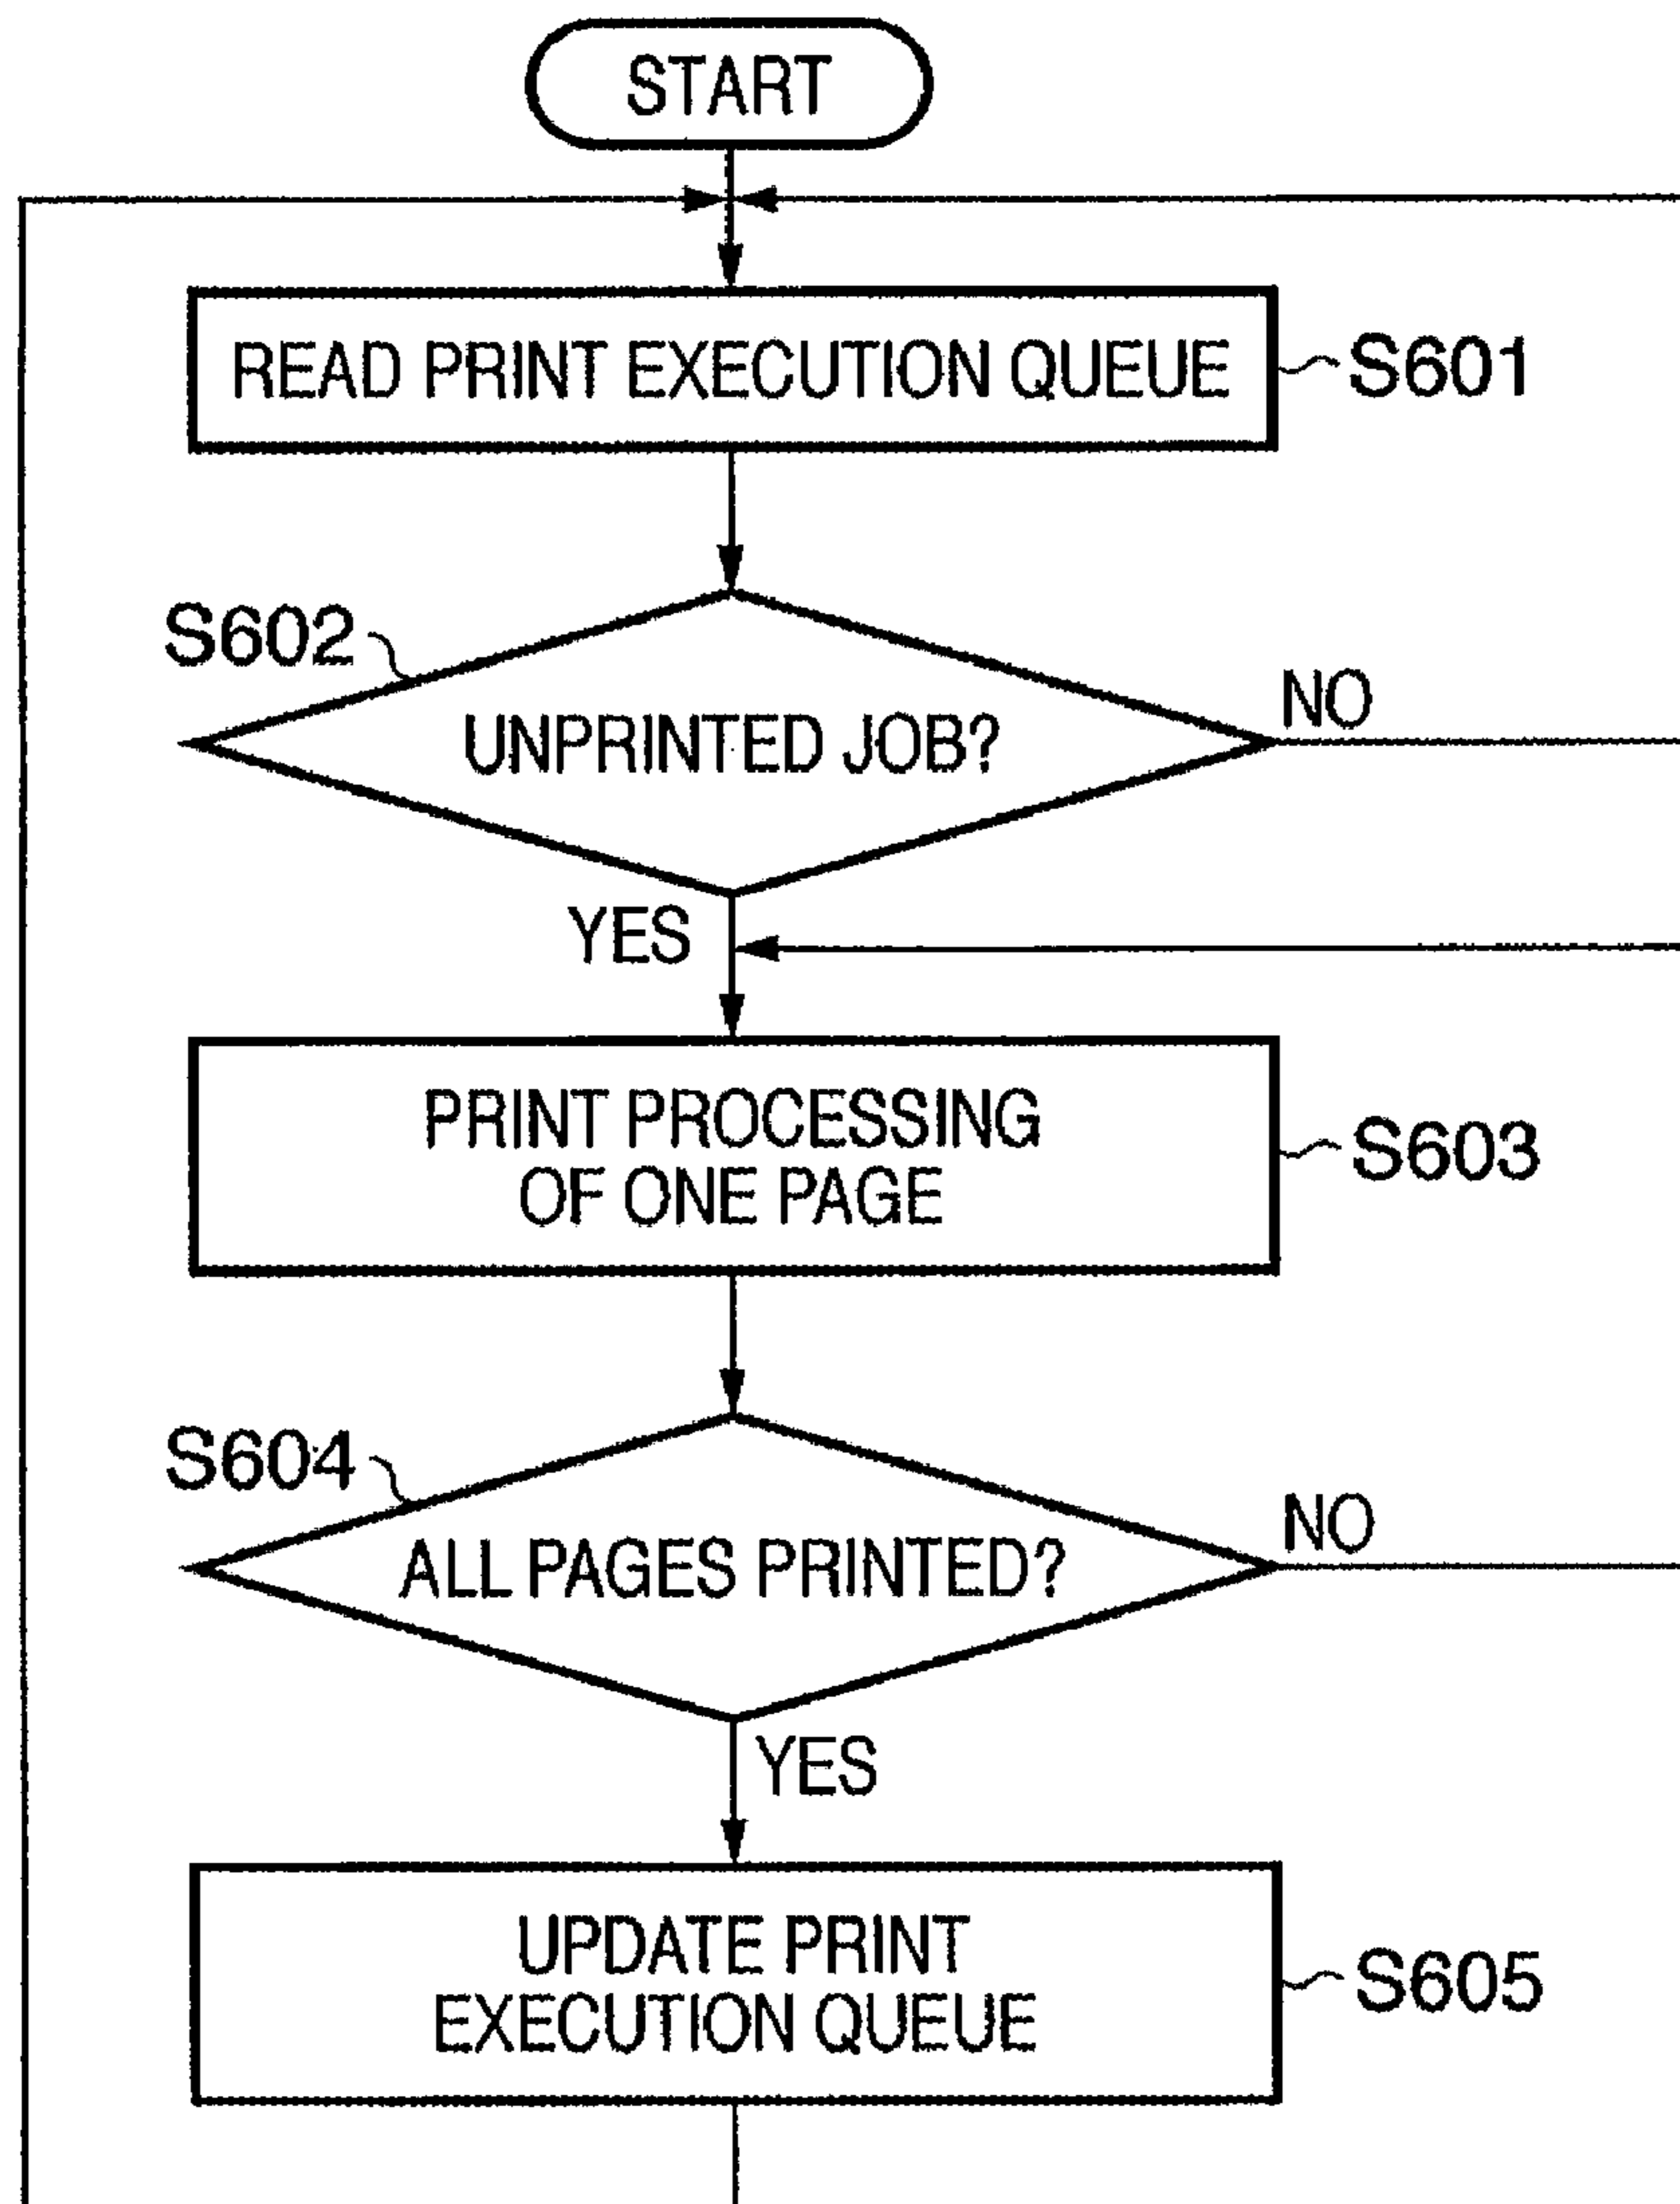 START
READ PRINT EXECUTION QUEUE
S601
S602
UNPRINTED JOB?
NO
YES
PRINT PROCESSING
OF ONE PAGE
S603
S604
ALL PAGES PRINTED?
NO
YES
UPDATE PRINT
EXECUTION QUEUE
S605